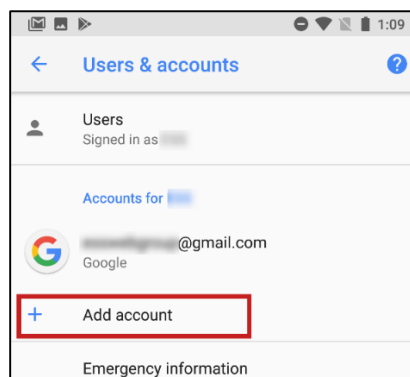 1:09
Users & accounts
?
Users
Signed in as
Accounts for
@gmail.com
Google
+ Add account
Emergency information